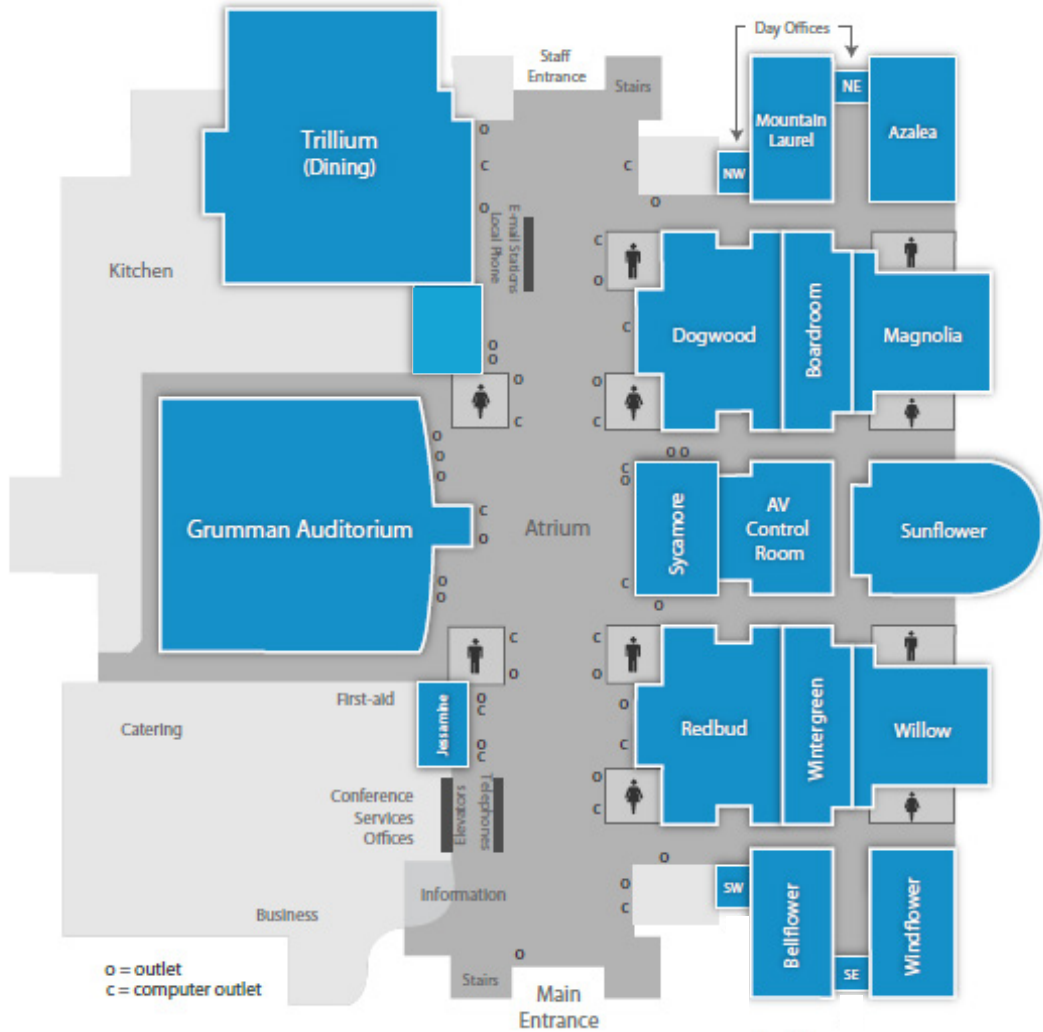 Day Offices
Staff
Entrance
Stairs
NE
Trillium
(Dining)
Mountain
Laurel
Azalea
NW
o
c
o
c
o
E-mail Stations
Local Phone
Kitchen
c
o
c
Dogwood
Boardroom
Magnolia
o
o
o
c
o
c
o
o
o
o o
c
o
c
o
Grumman Auditorium
Atrium
Sycamore
AV
Control
Room
Sunflower
o
o
c
o
c
o
c
o
First-aid
Jessamine
o
c
o
c
o
c
Catering
Redbud
Wintergreen
Willow
Conference
Services
Offices
Elevators
Telephones
o
c
o
Information
SW
o
c
Bellflower
Windflower
Business
o
SE
o = outlet
c = computer outlet
Stairs
Main
Entrance